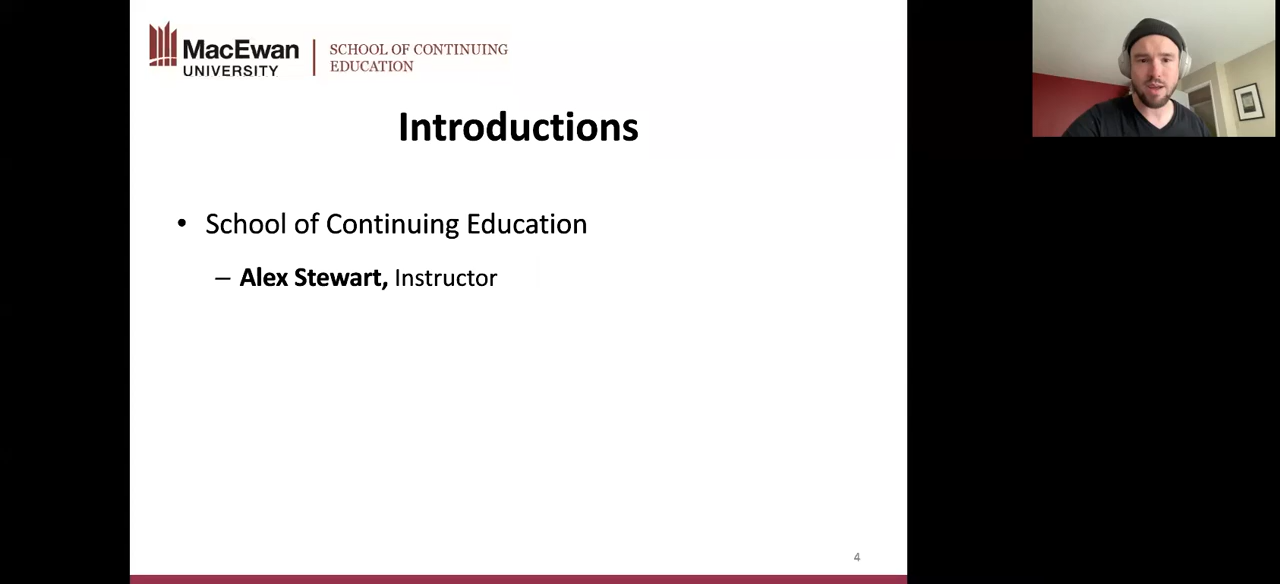 MacEwan
UNIVERSITY
SCHOOL OF CONTINUING
EDUCATION
Introductions
• School of Continuing Education
– Alex Stewart, Instructor
4